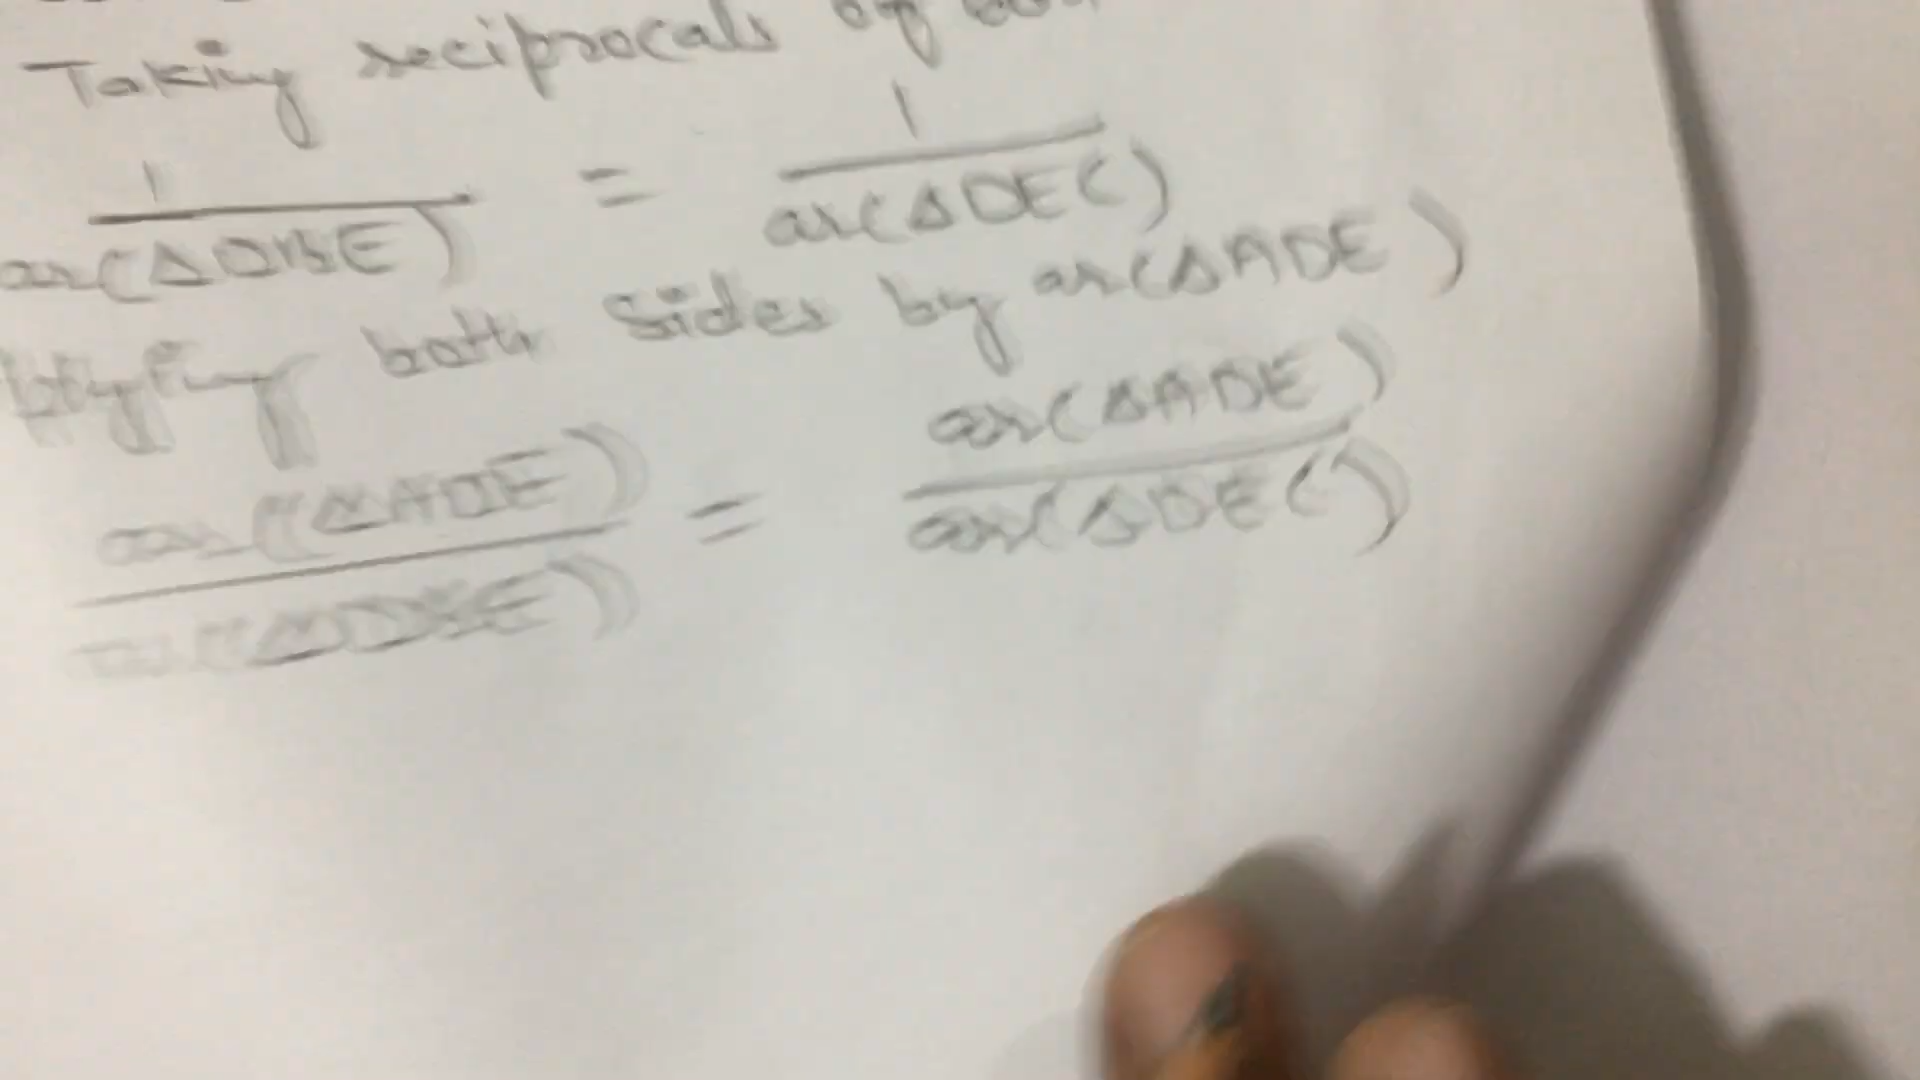 Taking reciprocals of
1/ar(ΔDBE) = 1/ar(ΔDEC)
both sides by ar(ΔADE)
ar(ΔADE)/ar(ΔDBE) = ar(ΔADE)/ar(ΔDEC)